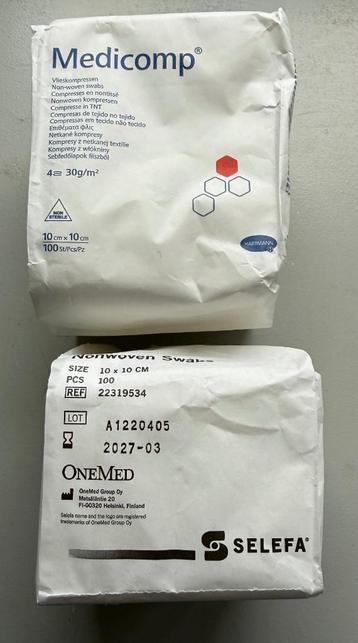 Medicomp®
Vlieskompressen
Non-woven swabs
Compresses en nontissé
Nonwoven kompressen
Compresse in TNT
Compresas de tejido no tejido
Compressas em tecido não tecido
Επιθέματα φλις
Netkané kompresy
Kompresy z netkanej textílie
Kompresy z włókniny
Sebfedőlapok fliszből
4 30g/m²
NON
STERILE
10 cm x 10 cm
100 St/Pcs/Pz
HARTMANN
Nonwoven Swabs
SIZE 10 x 10 CM
PCS 100
REF 22319534
LOT A1220405
2027-03
ONEMED
OneMed Group Oy
Metsäläntie 20
FI-00320 Helsinki, Finland
Selefa name and the logo are registered
trademarks of OneMed Group Oy
SELEFA®